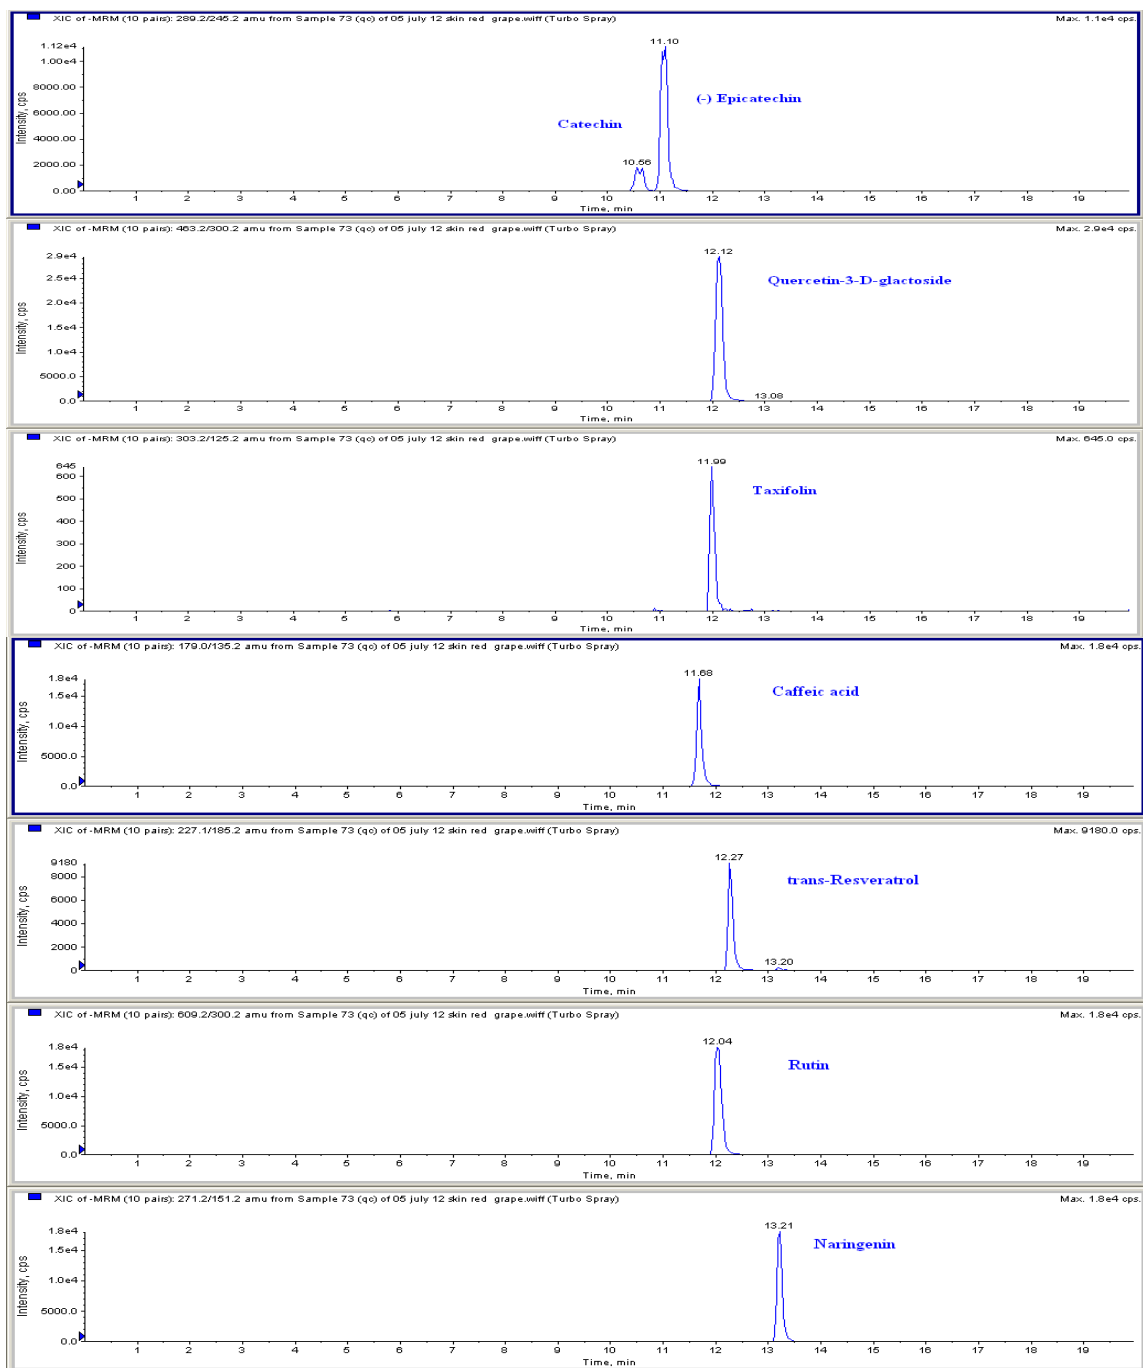 XIC of -MRM (10 pairs): 289.2/245.2 amu from Sample 73 (qc) of 05 july 12 skin red grape.wiff (Turbo Spray) Max. 1.1e4 cps.
11.10
1.12e4
1.00e4
8000.00
6000.00
4000.00
2000.00
0.00
Intensity, cps
(-) Epicatechin
Catechin
10.56
1 2 3 4 5 6 7 8 9 10 11 12 13 14 15 16 17 18 19
Time, min
XIC of -MRM (10 pairs): 463.2/300.2 amu from Sample 73 (qc) of 05 july 12 skin red grape.wiff (Turbo Spray) Max. 2.9e4 cps.
12.12
2.9e4
2.5e4
2.0e4
1.5e4
1.0e4
5000.0
0.0
Intensity, cps
Quercetin-3-D-glactoside
13.08
1 2 3 4 5 6 7 8 9 10 11 12 13 14 15 16 17 18 19
Time, min
XIC of -MRM (10 pairs): 303.2/125.2 amu from Sample 73 (qc) of 05 july 12 skin red grape.wiff (Turbo Spray) Max. 645.0 cps.
11.99
645
600
500
400
300
200
100
0
Intensity, cps
Taxifolin
1 2 3 4 5 6 7 8 9 10 11 12 13 14 15 16 17 18 19
Time, min
XIC of -MRM (10 pairs): 179.0/135.2 amu from Sample 73 (qc) of 05 july 12 skin red grape.wiff (Turbo Spray) Max. 1.8e4 cps.
11.68
1.8e4
1.5e4
1.0e4
5000.0
0.0
Intensity, cps
Caffeic acid
1 2 3 4 5 6 7 8 9 10 11 12 13 14 15 16 17 18 19
Time, min
XIC of -MRM (10 pairs): 227.1/185.2 amu from Sample 73 (qc) of 05 july 12 skin red grape.wiff (Turbo Spray) Max. 9180.0 cps.
12.27
9180
8000
6000
4000
2000
0
Intensity, cps
trans-Resveratrol
13.20
1 2 3 4 5 6 7 8 9 10 11 12 13 14 15 16 17 18 19
Time, min
XIC of -MRM (10 pairs): 609.2/300.2 amu from Sample 73 (qc) of 05 july 12 skin red grape.wiff (Turbo Spray) Max. 1.8e4 cps.
12.04
1.8e4
1.5e4
1.0e4
5000.0
0.0
Intensity, cps
Rutin
1 2 3 4 5 6 7 8 9 10 11 12 13 14 15 16 17 18 19
Time, min
XIC of -MRM (10 pairs): 271.2/151.2 amu from Sample 73 (qc) of 05 july 12 skin red grape.wiff (Turbo Spray) Max. 1.8e4 cps.
13.21
1.8e4
1.5e4
1.0e4
5000.0
0.0
Intensity, cps
Naringenin
1 2 3 4 5 6 7 8 9 10 11 12 13 14 15 16 17 18 19
Time, min